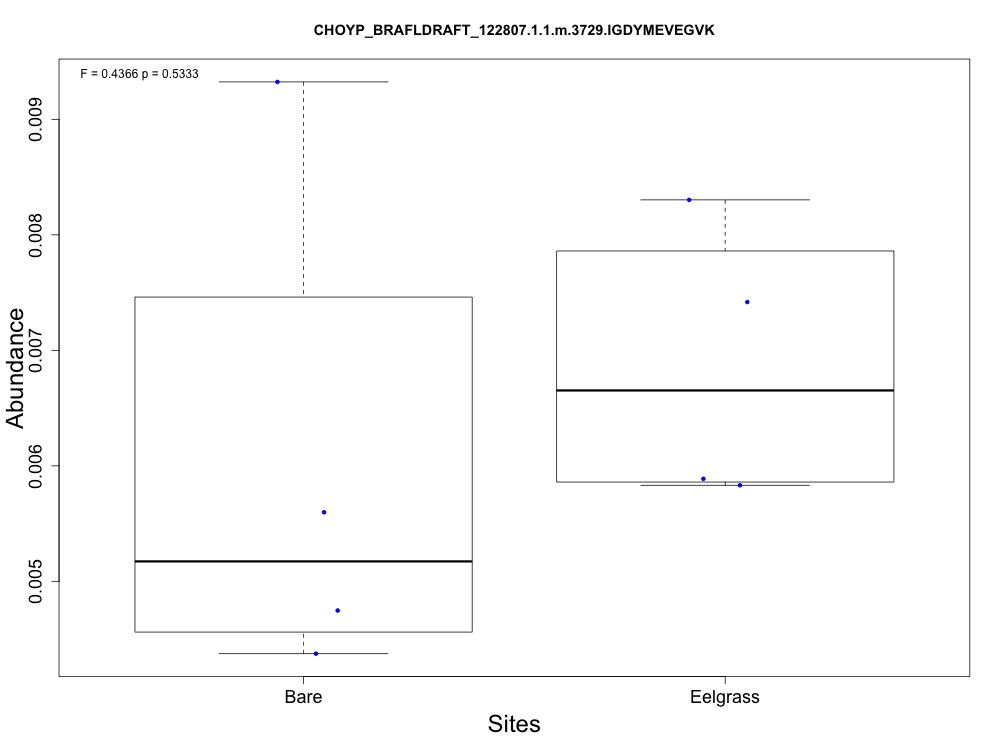 CHOYP_BRAFLDRAFT_122807.1.1.m.3729.IGDYMEVEGVK
F = 0.4366 p = 0.5333
0.009
0.008
0.007
0.006
0.005
Abundance
Bare
Eelgrass
Sites